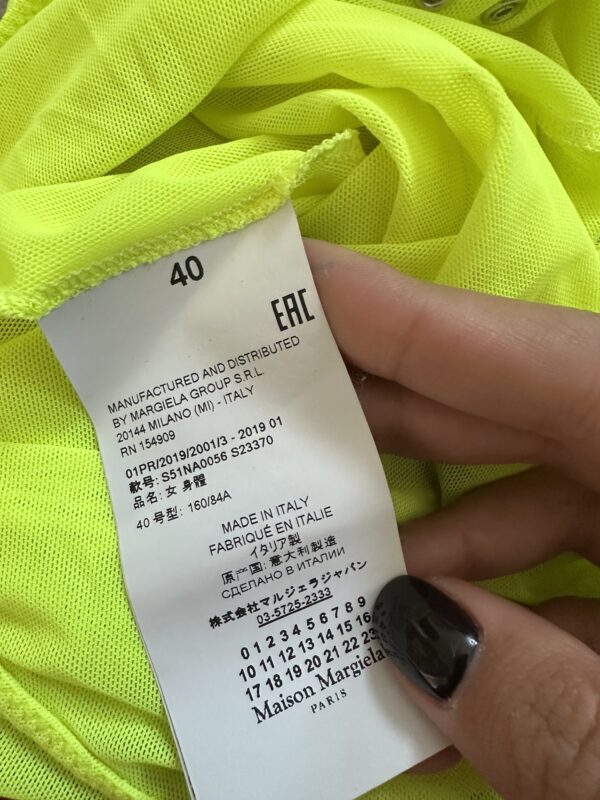 40
EAC
MANUFACTURED AND DISTRIBUTED
BY MARGIELA GROUP S.R.L.
20144 MILANO (MI) - ITALY
RN 154909
01PR/2019/2001/3 - 2019 01
款号: S51NA0056 S23370
品名: 女 身體
40 号型: 160/84A
MADE IN ITALY
FABRIQUÉ EN ITALIE
イタリア製
原产国: 意大利製造
СДЕЛАНО В ИТАЛИИ
株式会社マルジェラジャパン
03-5725-2333
0 1 2 3 4 5 6 7 8 9
10 11 12 13 14 15 16
17 18 19 20 21 22 23
Maison Margiela
PARIS